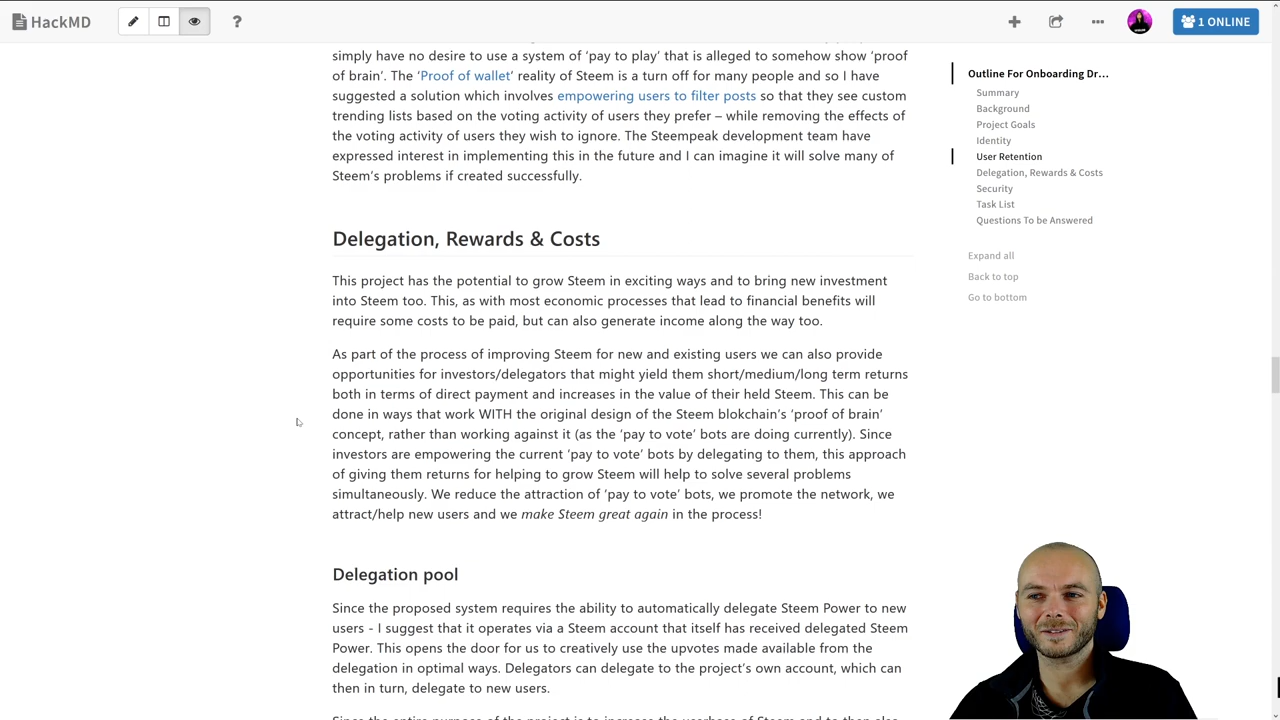 HackMD
1 ONLINE
simply have no desire to use a system of ‘pay to play’ that is alleged to somehow show ‘proof
of brain’. The ‘Proof of wallet’ reality of Steem is a turn off for many people and so I have
suggested a solution which involves empowering users to filter posts so that they see custom
trending lists based on the voting activity of users they prefer – while removing the effects of
the voting activity of users they wish to ignore. The Steempeak development team have
expressed interest in implementing this in the future and I can imagine it will solve many of
Steem’s problems if created successfully.
Delegation, Rewards & Costs
This project has the potential to grow Steem in exciting ways and to bring new investment
into Steem too. This, as with most economic processes that lead to financial benefits will
require some costs to be paid, but can also generate income along the way too.
As part of the process of improving Steem for new and existing users we can also provide
opportunities for investors/delegators that might yield them short/medium/long term returns
both in terms of direct payment and increases in the value of their held Steem. This can be
done in ways that work WITH the original design of the Steem blokchain’s ‘proof of brain’
concept, rather than working against it (as the ‘pay to vote’ bots are doing currently). Since
investors are empowering the current ‘pay to vote’ bots by delegating to them, this approach
of giving them returns for helping to grow Steem will help to solve several problems
simultaneously. We reduce the attraction of ‘pay to vote’ bots, we promote the network, we
attract/help new users and we make Steem great again in the process!
Delegation pool
Since the proposed system requires the ability to automatically delegate Steem Power to new
users - I suggest that it operates via a Steem account that itself has received delegated Steem
Power. This opens the door for us to creatively use the upvotes made available from the
delegation in optimal ways. Delegators can delegate to the project’s own account, which can
then in turn, delegate to new users.
Since the entire purpose of the project is to increase the userbase of Steem and to then also
Outline For Onboarding Dr…
Summary
Background
Project Goals
Identity
User Retention
Delegation, Rewards & Costs
Security
Task List
Questions To be Answered
Expand all
Back to top
Go to bottom